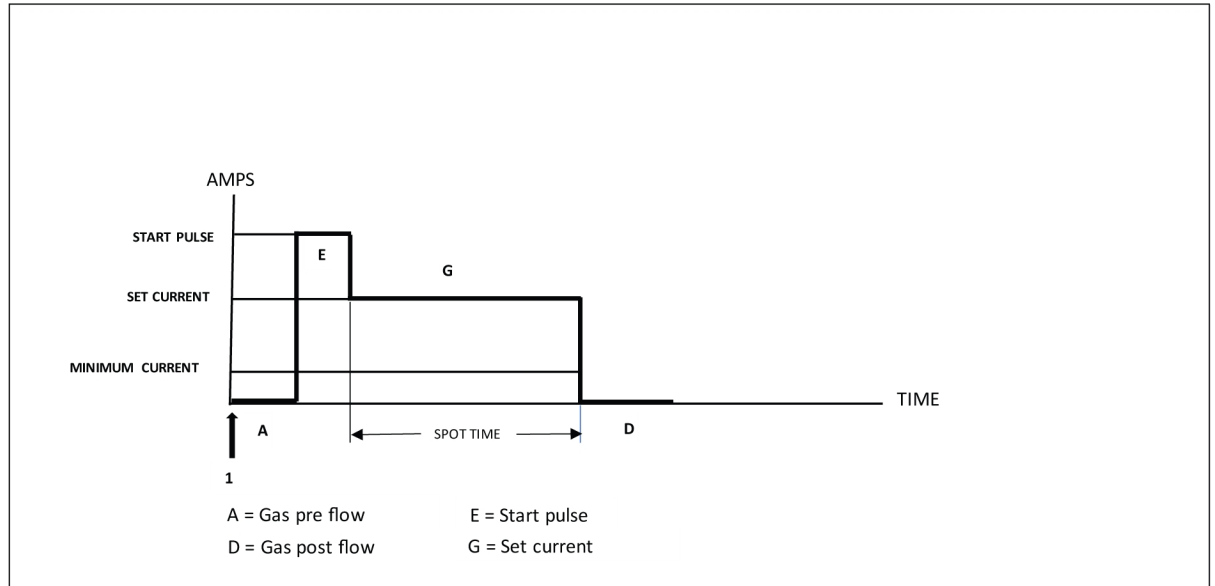 AMPS
START PULSE
E
G
SET CURRENT
MINIMUM CURRENT
TIME
A
SPOT TIME
D
1
A = Gas pre flow
E = Start pulse
D = Gas post flow
G = Set current